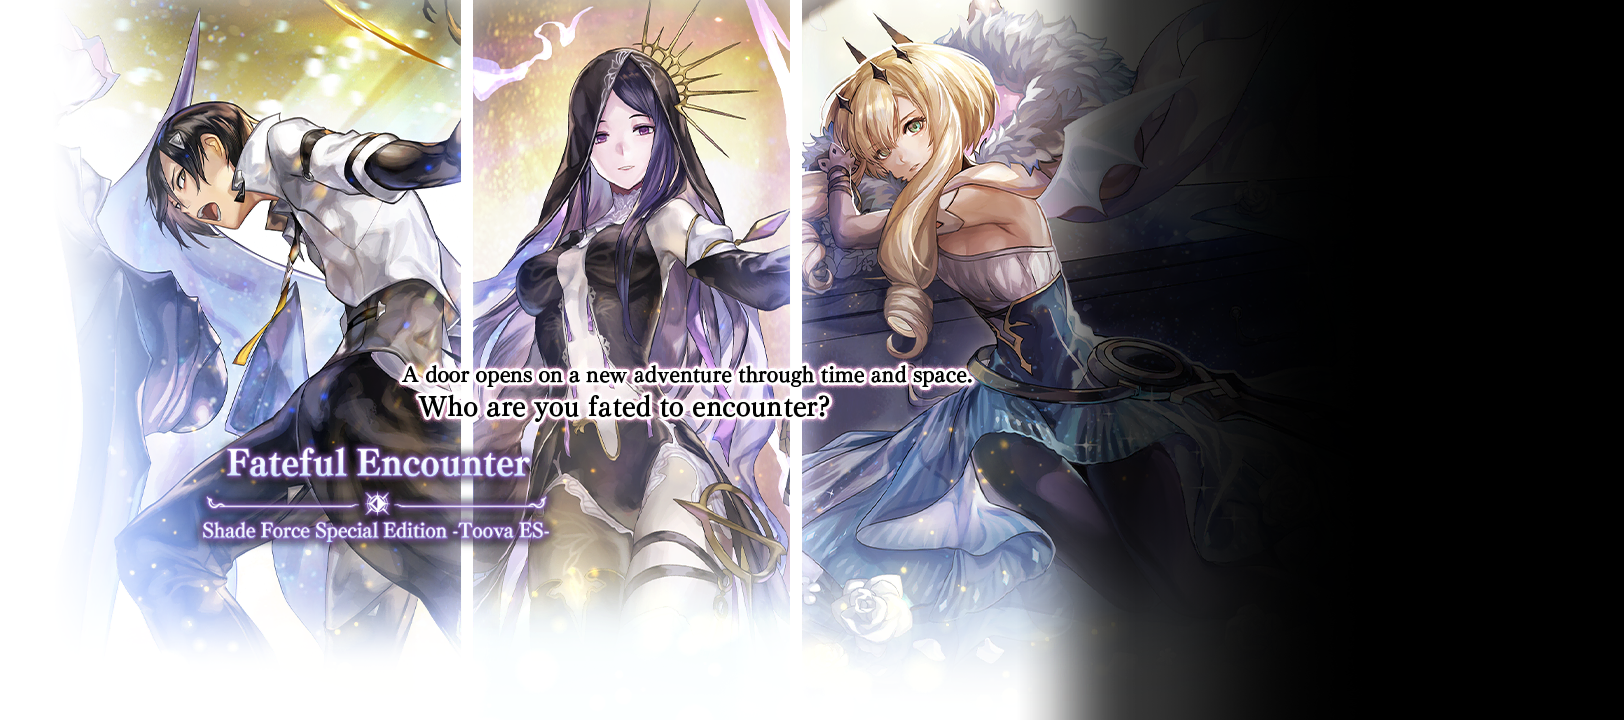 A door opens on a new adventure through time and space.
Who are you fated to encounter?
Fateful Encounter
Shade Force Special Edition -Toova ES-